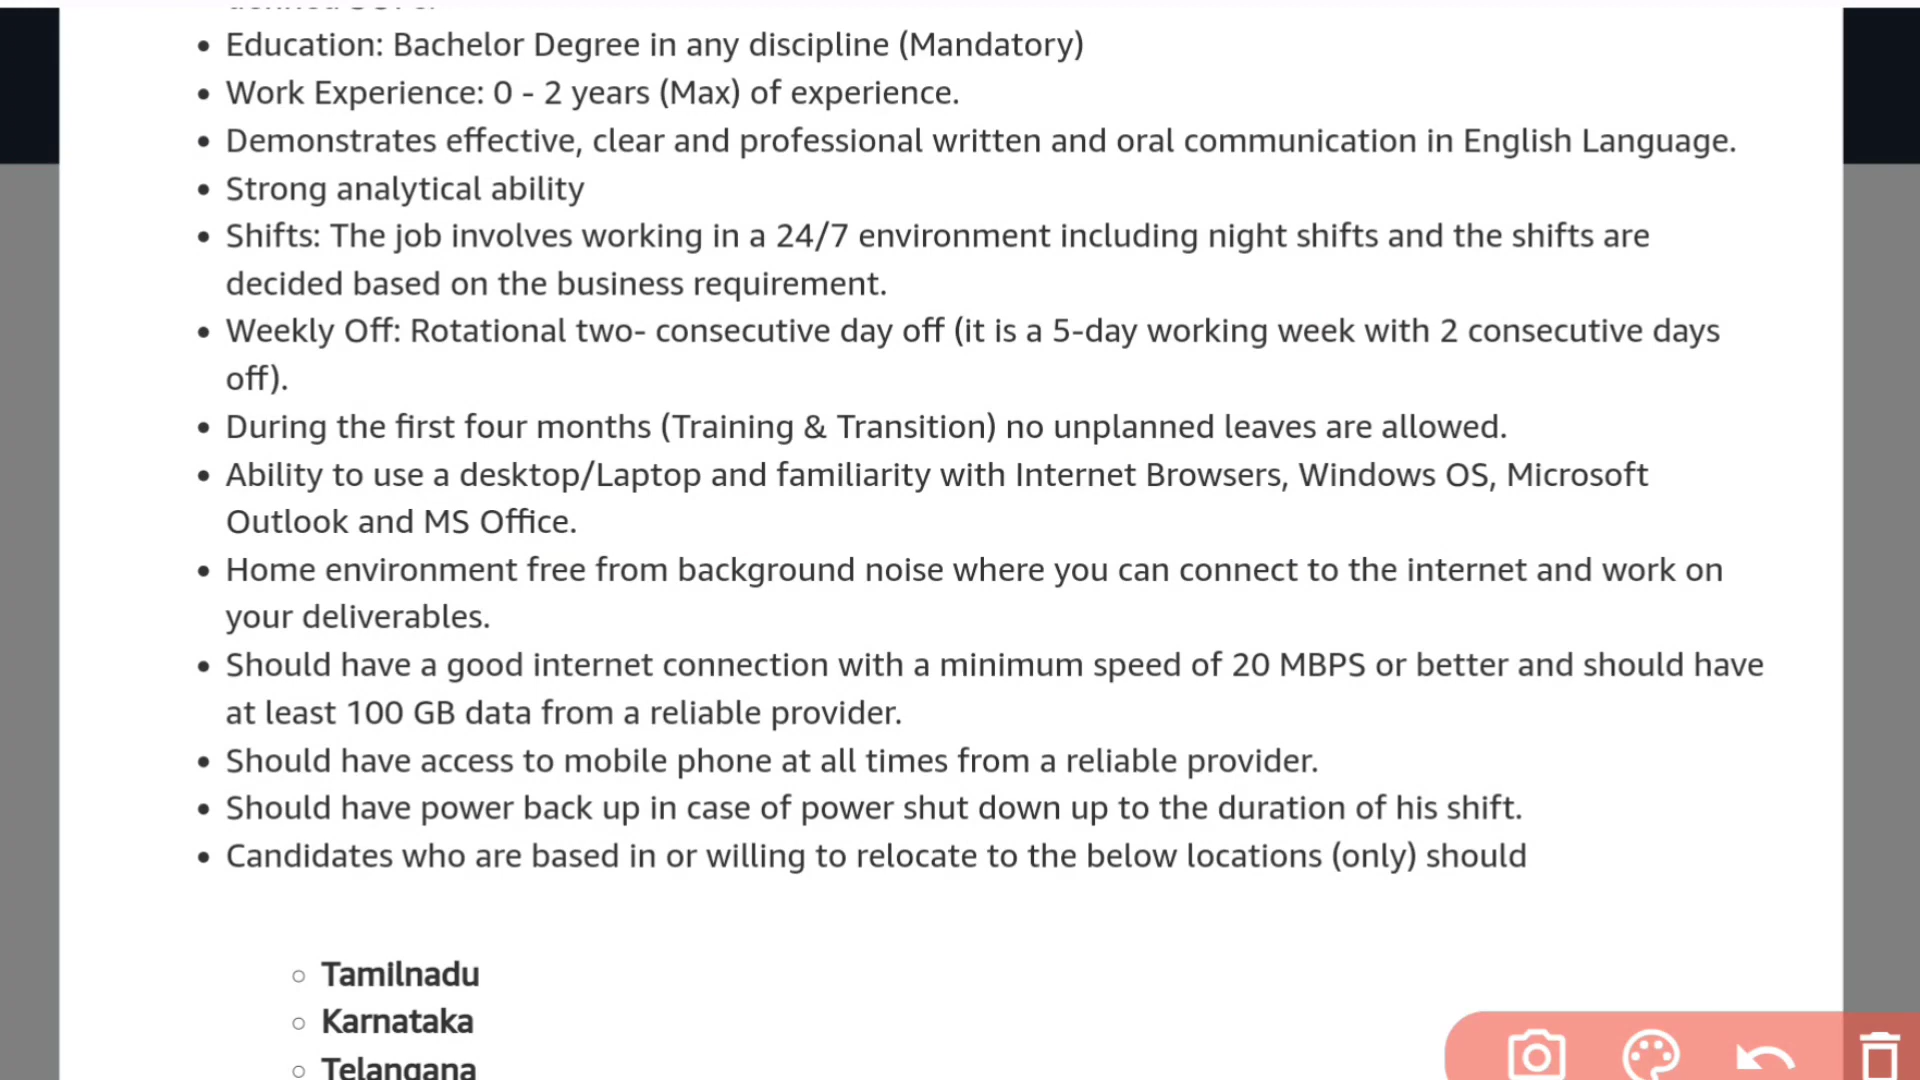 Education: Bachelor Degree in any discipline (Mandatory)
Work Experience: 0 - 2 years (Max) of experience.
Demonstrates effective, clear and professional written and oral communication in English Language.
Strong analytical ability
Shifts: The job involves working in a 24/7 environment including night shifts and the shifts are
decided based on the business requirement.
Weekly Off: Rotational two- consecutive day off (it is a 5-day working week with 2 consecutive days
off).
During the first four months (Training & Transition) no unplanned leaves are allowed.
Ability to use a desktop/Laptop and familiarity with Internet Browsers, Windows OS, Microsoft
Outlook and MS Office.
Home environment free from background noise where you can connect to the internet and work on
your deliverables.
Should have a good internet connection with a minimum speed of 20 MBPS or better and should have
at least 100 GB data from a reliable provider.
Should have access to mobile phone at all times from a reliable provider.
Should have power back up in case of power shut down up to the duration of his shift.
Candidates who are based in or willing to relocate to the below locations (only) should
Tamilnadu
Karnataka
Telangana